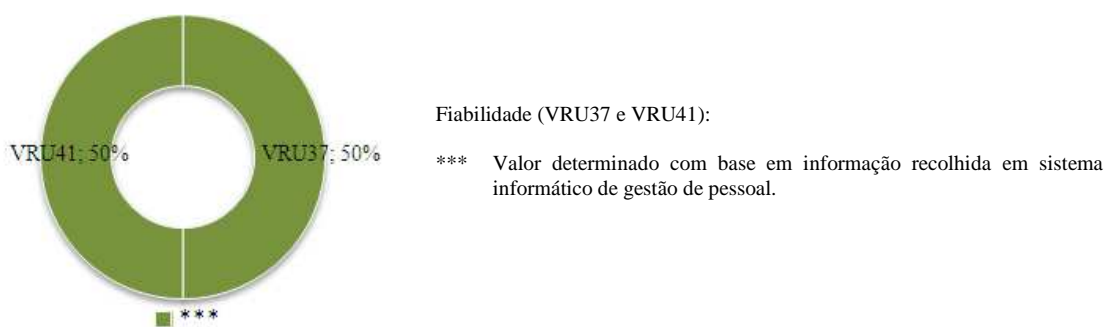 VRU41; 50%
VRU37; 50%
***
Fiabilidade (VRU37 e VRU41):
*** Valor determinado com base em informação recolhida em sistema
informático de gestão de pessoal.